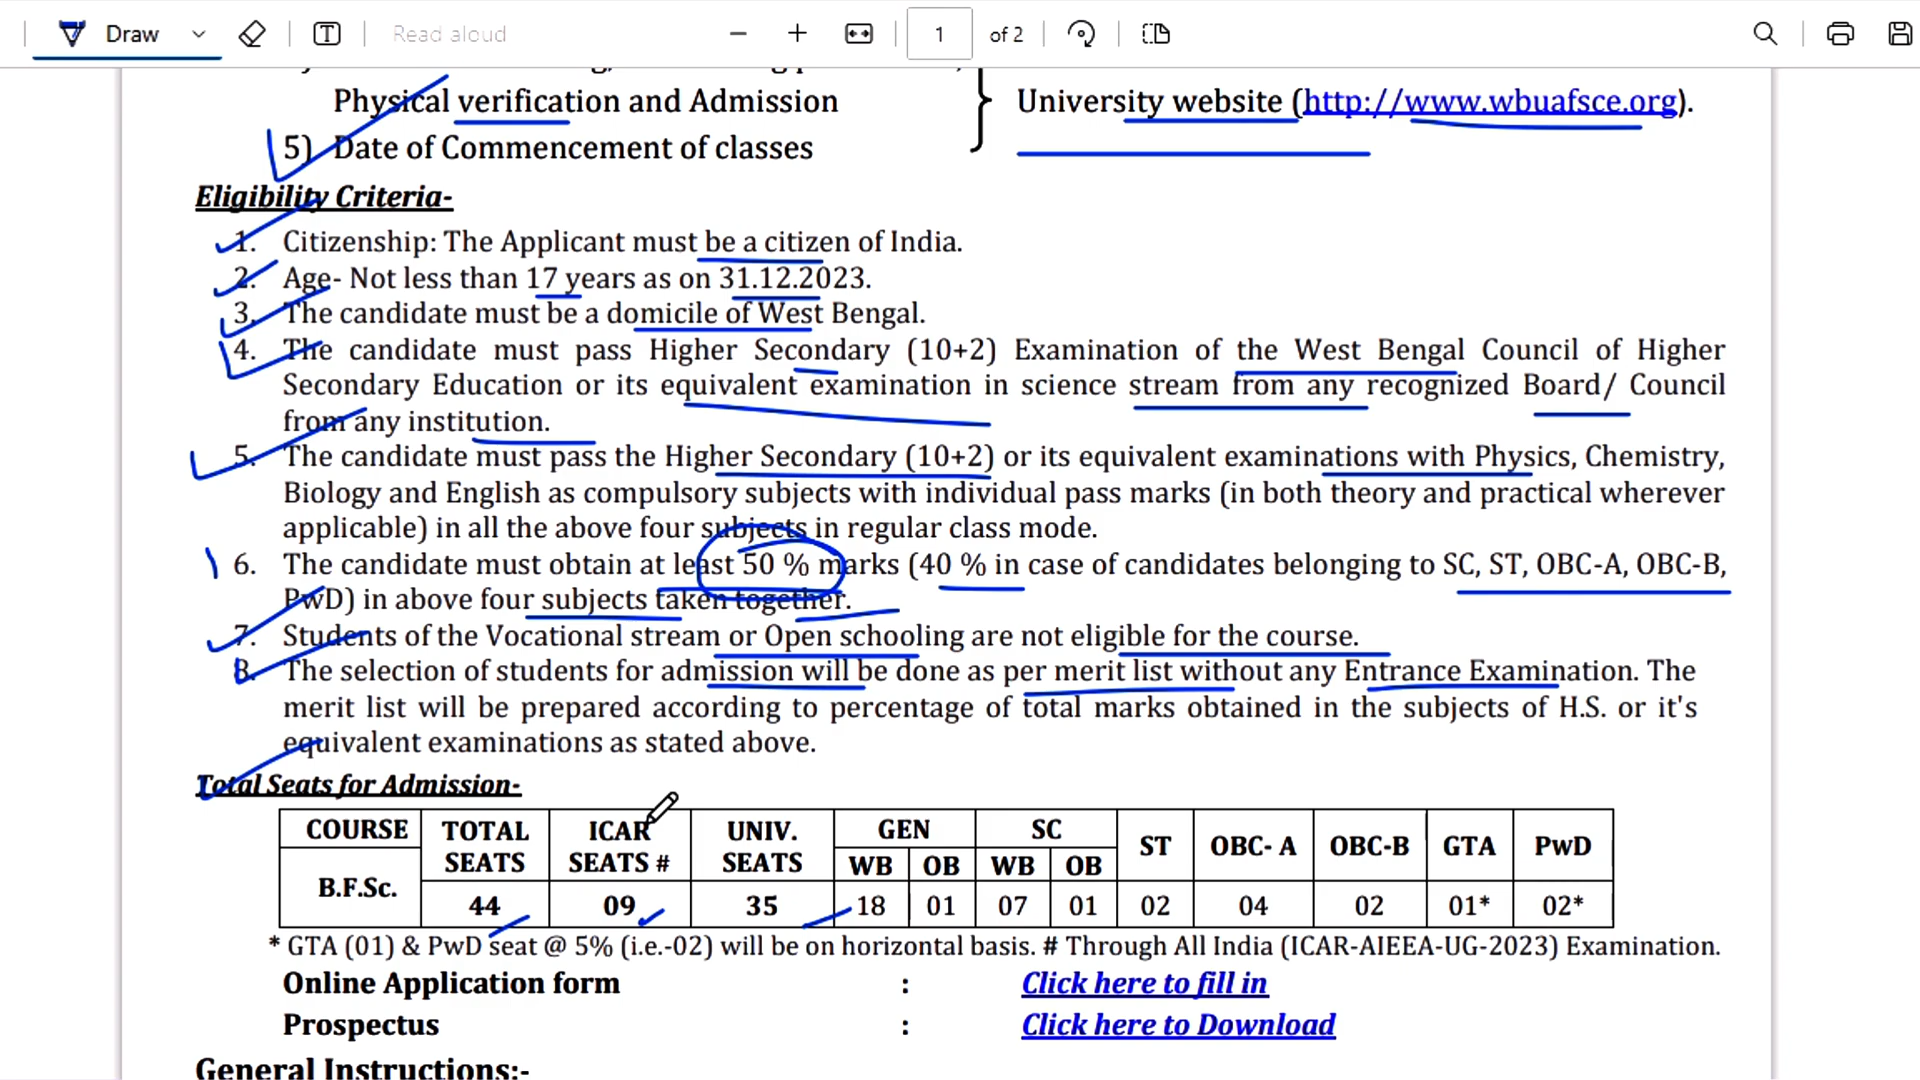 Draw
Read aloud
1 of 2
Physical verification and Admission
University website (http://www.wbuafsce.org).
5) Date of Commencement of classes
Eligibility Criteria-
1. Citizenship: The Applicant must be a citizen of India.
2. Age- Not less than 17 years as on 31.12.2023.
3. The candidate must be a domicile of West Bengal.
4. The candidate must pass Higher Secondary (10+2) Examination of the West Bengal Council of Higher
Secondary Education or its equivalent examination in science stream from any recognized Board/ Council
from any institution.
5. The candidate must pass the Higher Secondary (10+2) or its equivalent examinations with Physics, Chemistry,
Biology and English as compulsory subjects with individual pass marks (in both theory and practical wherever
applicable) in all the above four subjects in regular class mode.
6. The candidate must obtain at least 50 % marks (40 % in case of candidates belonging to SC, ST, OBC-A, OBC-B,
PwD) in above four subjects taken together.
7. Students of the Vocational stream or Open schooling are not eligible for the course.
8. The selection of students for admission will be done as per merit list without any Entrance Examination. The
merit list will be prepared according to percentage of total marks obtained in the subjects of H.S. or it's
equivalent examinations as stated above.
Total Seats for Admission-
COURSE TOTAL SEATS ICAR SEATS # UNIV. SEATS GEN SC ST OBC- A OBC-B GTA PwD
WB OB WB OB
B.F.Sc. 44 09 35 18 01 07 01 02 04 02 01* 02*
* GTA (01) & PwD seat @ 5% (i.e.-02) will be on horizontal basis. # Through All India (ICAR-AIEEA-UG-2023) Examination.
Online Application form : Click here to fill in
Prospectus : Click here to Download
General Instructions:-